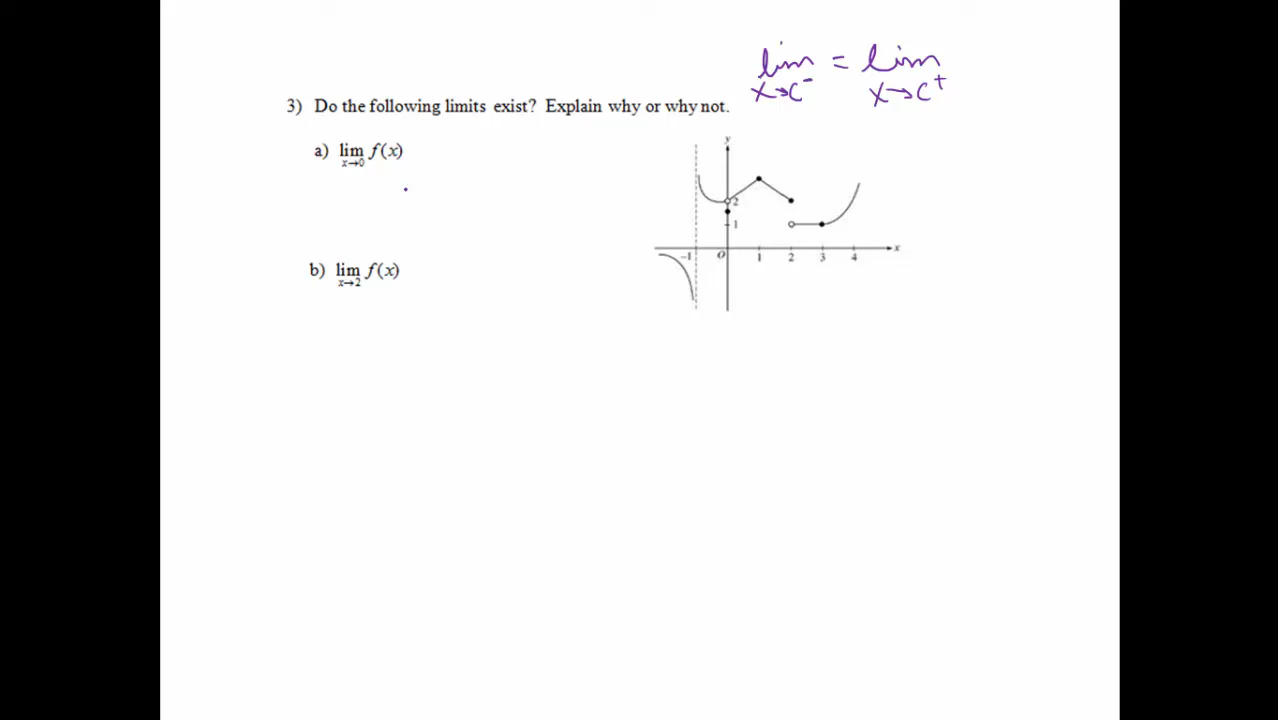 lim = lim
x→c⁻ x→c⁺
3) Do the following limits exist? Explain why or why not.
a) lim f(x)
x→0
b) lim f(x)
x→2
y
2
1
-1 O 1 2 3 4 x